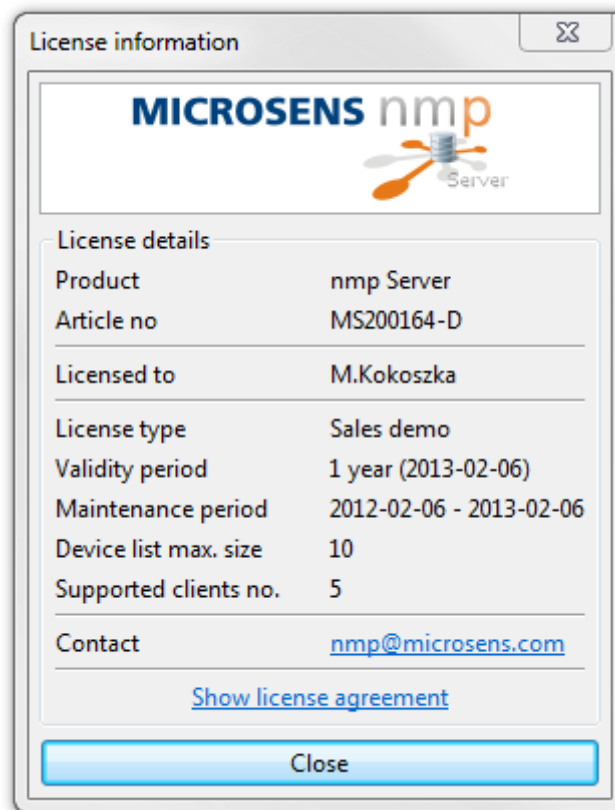 License information
MICROSENS nmp
Server
License details
Product nmp Server
Article no MS200164-D
Licensed to M.Kokoszka
License type Sales demo
Validity period 1 year (2013-02-06)
Maintenance period 2012-02-06 - 2013-02-06
Device list max. size 10
Supported clients no. 5
Contact nmp@microsens.com
Show license agreement
Close